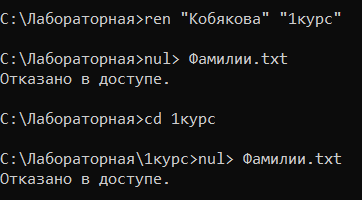 C:\Лабораторная>ren "Кобякова" "1курс"
C:\Лабораторная>nul> Фамилии.txt
Отказано в доступе.
C:\Лабораторная>cd 1курс
C:\Лабораторная\1курс>nul> Фамилии.txt
Отказано в доступе.